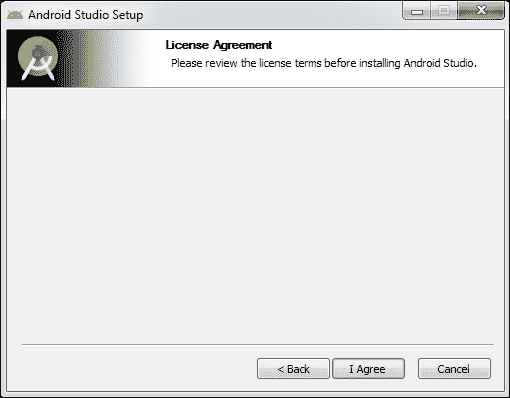 Android Studio Setup
License Agreement
Please review the license terms before installing Android Studio.
< Back
I Agree
Cancel